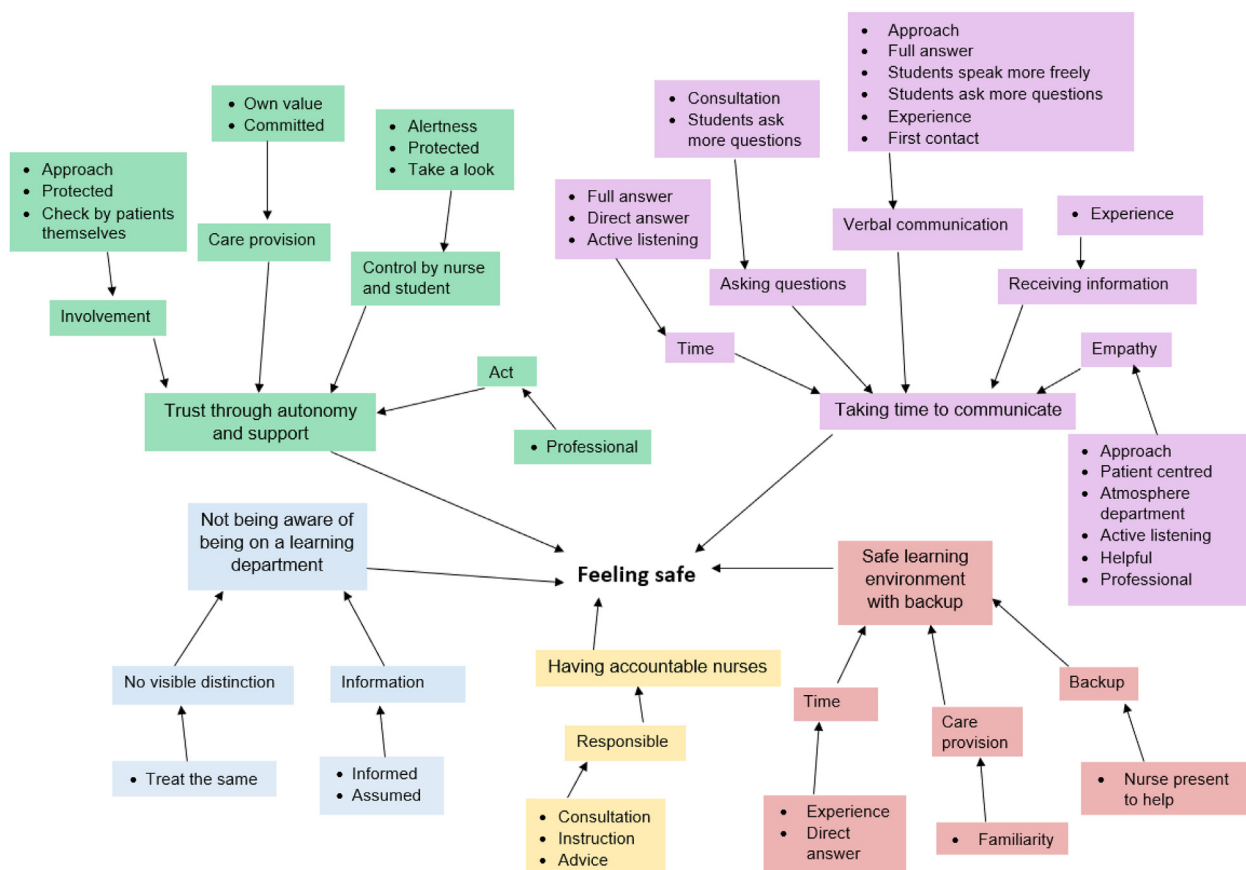 • Approach
• Full answer
• Students speak more freely
• Students ask more questions
• Experience
• First contact
• Own value
• Committed
• Consultation
• Students ask
more questions
• Alertness
• Protected
• Take a look
• Approach
• Protected
• Check by patients
themselves
• Full answer
• Direct answer
• Active listening
• Experience
Care provision
Verbal communication
Control by nurse
and student
Asking questions
Receiving information
Involvement
Time
Empathy
Act
Trust through autonomy
and support
Taking time to communicate
• Professional
• Approach
• Patient centred
• Atmosphere
department
• Active listening
• Helpful
• Professional
Not being aware of
being on a learning
department
Feeling safe
Safe learning
environment
with backup
No visible distinction
Information
Having accountable nurses
Time
Care
provision
Backup
Responsible
• Treat the same
• Informed
• Assumed
• Nurse present
to help
• Consultation
• Instruction
• Advice
• Experience
• Direct
answer
• Familiarity